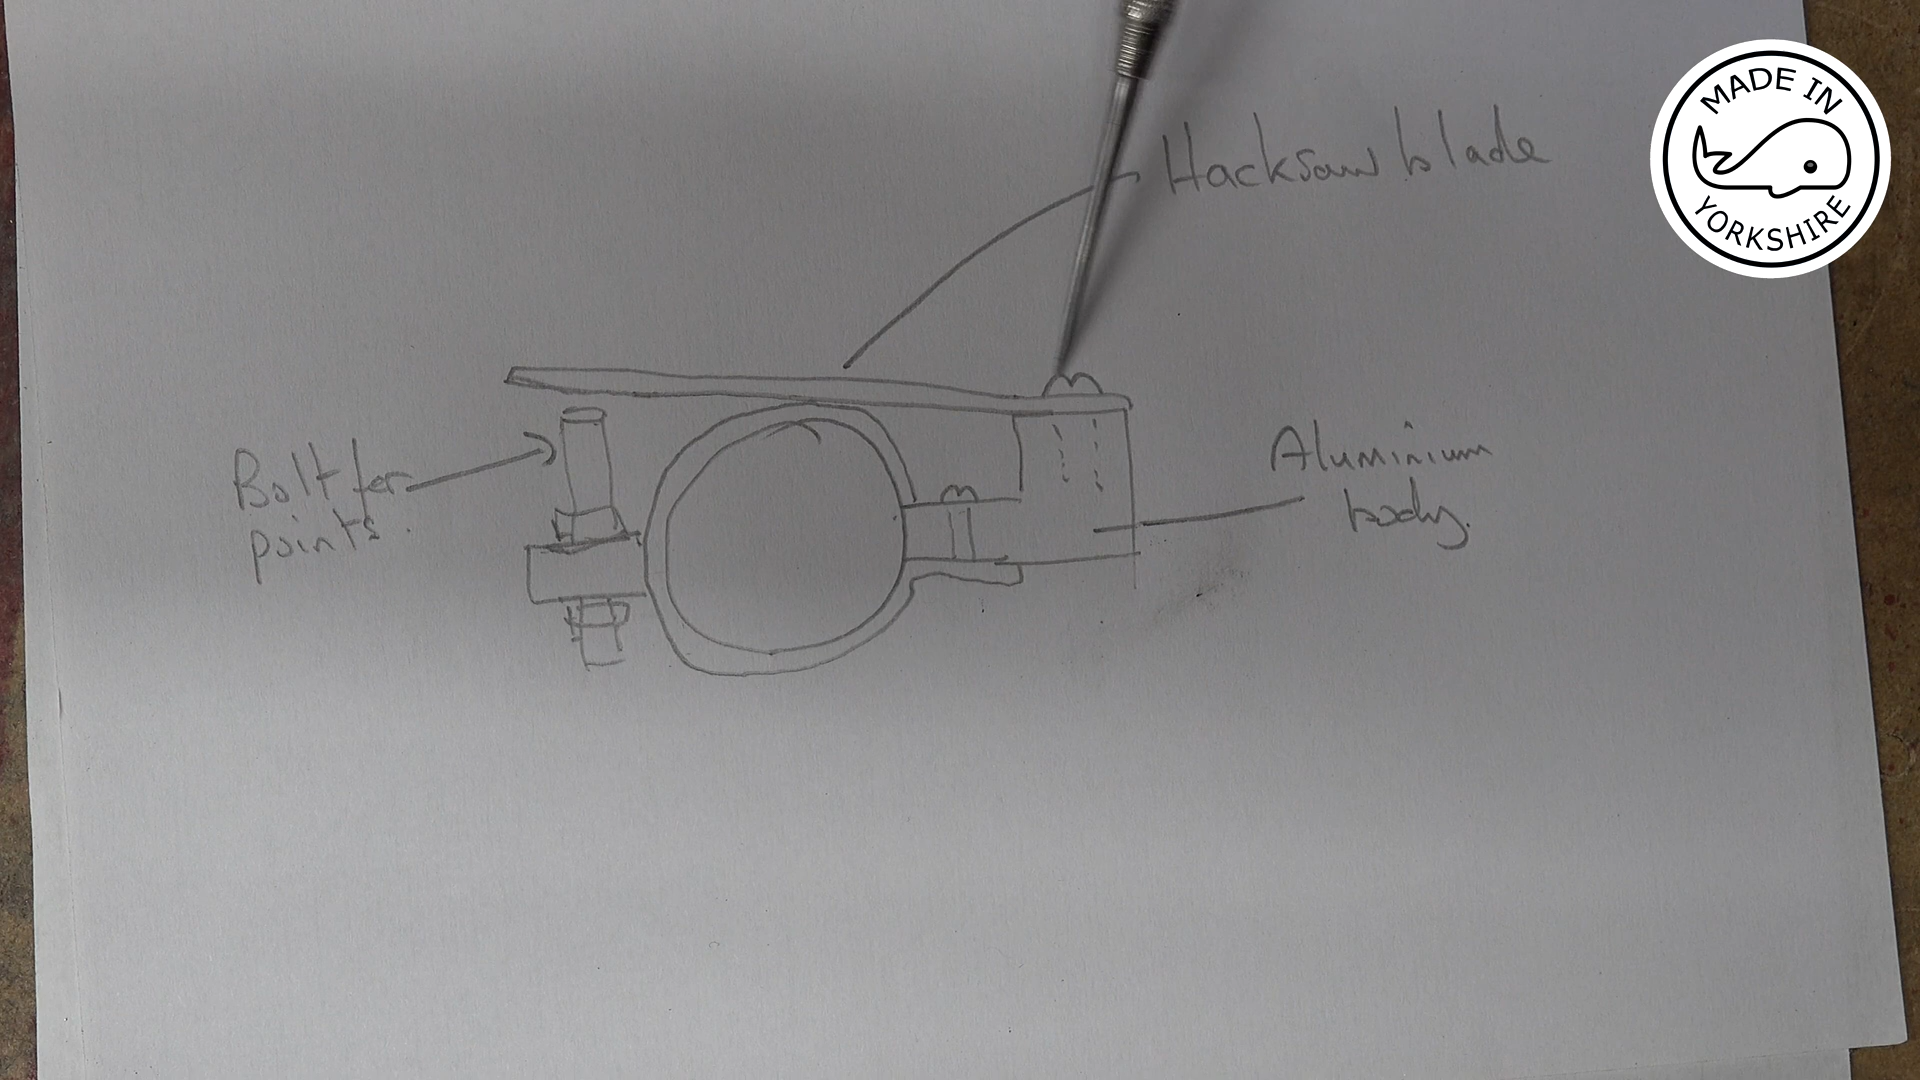 MADE IN
YORKSHIRE
Hacksaw blade
Bolt for
points.
Aluminium
body.